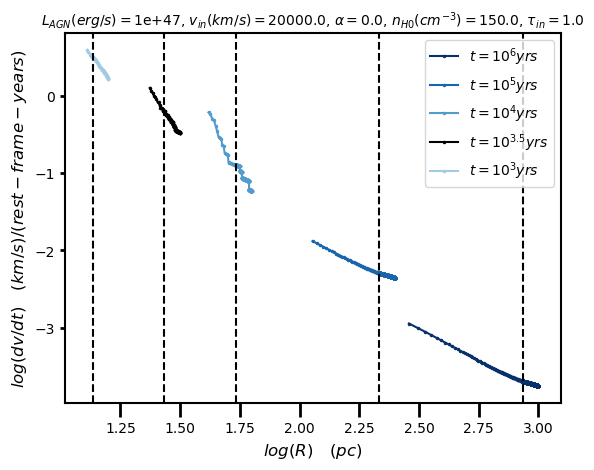 L_{AGN}(erg/s) = 1e+47, v_{in}(km/s) = 20000.0, α = 0.0, n_{H0}(cm^{−3}) = 150.0, τ_{in} = 1.0
t = 10^6 yrs
t = 10^5 yrs
t = 10^4 yrs
t = 10^{3.5} yrs
t = 10^3 yrs
log(dv/dt) (km/s)/(rest − frame − years)
0
−1
−2
−3
1.25 1.50 1.75 2.00 2.25 2.50 2.75 3.00
log(R) (pc)